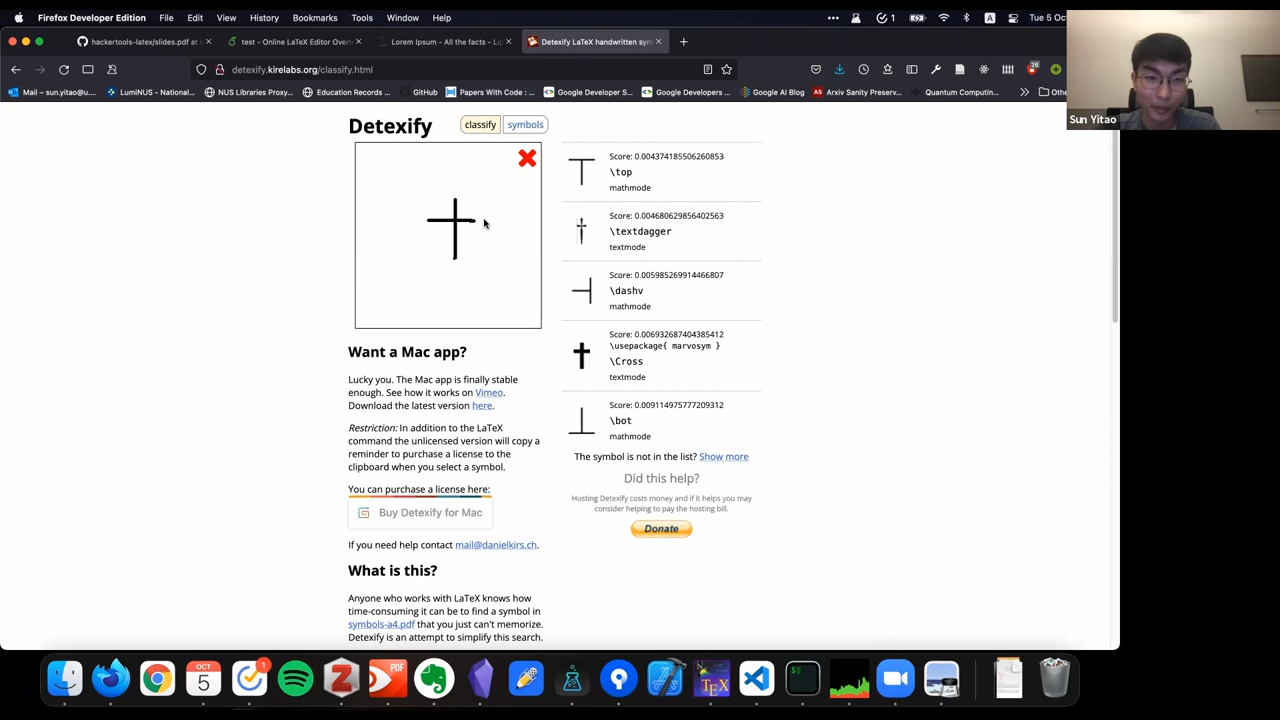 Firefox Developer Edition File Edit View History Bookmarks Tools Window Help
1 A Tue 5 Oc
hackertools-latex/slides.pdf at
test - Online LaTeX Editor Over
Lorem Ipsum - All the facts - Li
Detexify LaTeX handwritten sym
detexify.kirelabs.org/classify.html
28
Mail – sun.yitao@u....
LumiNUS - National...
NUS Libraries Proxy...
Education Records...
GitHub
Papers With Code :...
Google Developer S...
Google Developers...
Google AI Blog
Arxiv Sanity Preserv...
Quantum Computin...
Other Bookmarks
Sun Yitao
Detexify
classify
symbols
Score: 0.004374185506260853
\top
mathmode
Score: 0.004680629856402563
\textdagger
textmode
Score: 0.005985269914466807
\dashv
mathmode
Score: 0.006932687404385412
\usepackage{ marvosym }
\Cross
textmode
Score: 0.009114975777209312
\bot
mathmode
The symbol is not in the list? Show more
Did this help?
Hosting Detexify costs money and if it helps you may
consider helping to pay the hosting bill.
Donate
Want a Mac app?
Lucky you. The Mac app is finally stable
enough. See how it works on Vimeo.
Download the latest version here.
Restriction: In addition to the LaTeX
command the unlicensed version will copy a
reminder to purchase a license to the
clipboard when you select a symbol.
You can purchase a license here:
Buy Detexify for Mac
If you need help contact mail@danielkirs.ch.
What is this?
Anyone who works with LaTeX knows how
time-consuming it can be to find a symbol in
symbols-a4.pdf that you just can't memorize.
Detexify is an attempt to simplify this search.
OCT
5
1
PDF
TEX